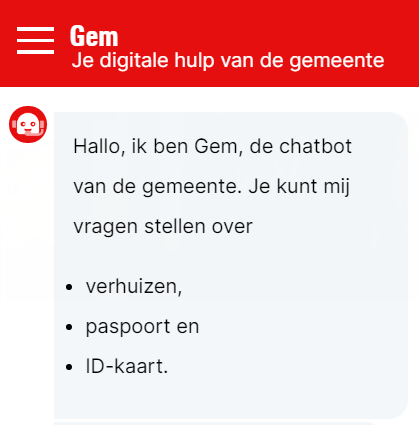 Gem
Je digitale hulp van de gemeente
Hallo, ik ben Gem, de chatbot
van de gemeente. Je kunt mij
vragen stellen over
• verhuizen,
• paspoort en
• ID-kaart.